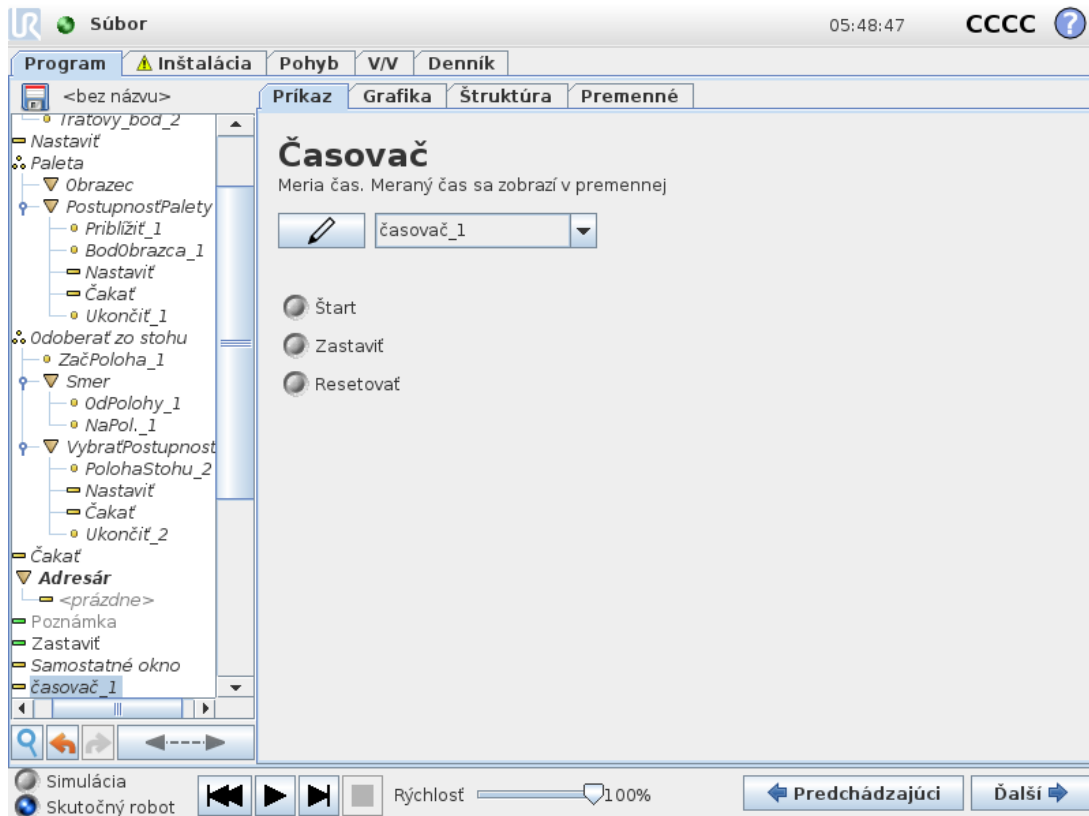 Súbor
05:48:47
CCCC
?
Program
Inštalácia
Pohyb
V/V
Denník
<bez názvu>
Príkaz
Grafika
Štruktúra
Premenné
Traťový_bod_2
Nastaviť
Paleta
Obrazec
PostupnosťPalety
Priblížiť_1
BodObrazca_1
Nastaviť
Čakať
Ukončiť_1
Odoberať zo stohu
ZačPoloha_1
Smer
OdPolohy_1
NaPol._1
VybraťPostupnosť
PolohaStohu_2
Nastaviť
Čakať
Ukončiť_2
Čakať
Adresár
<prázdne>
Poznámka
Zastaviť
Samostatné okno
časovač_1
Časovač
Meria čas. Meraný čas sa zobrazí v premennej
časovač_1
Štart
Zastaviť
Resetovať
Simulácia
Skutočný robot
Rýchlosť
100%
Predchádzajúci
Ďalší